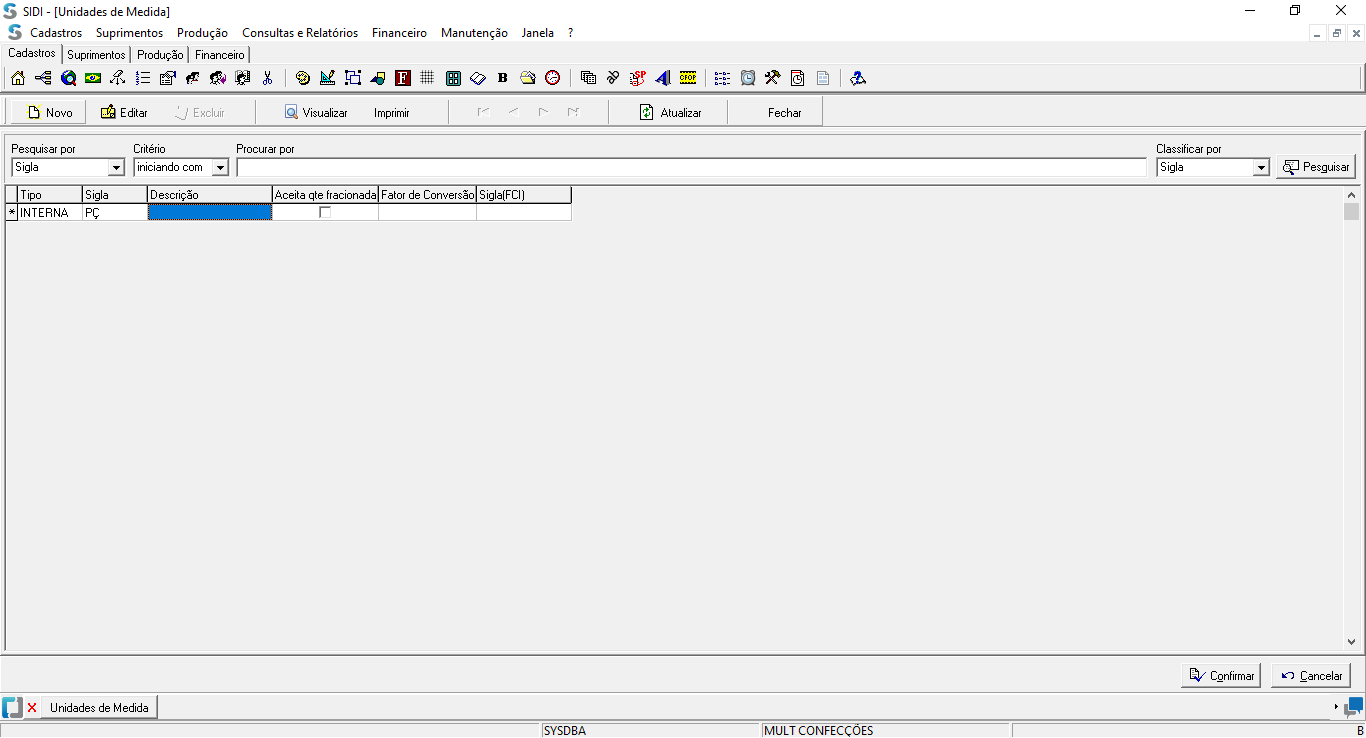 SIDI - [Unidades de Medida]
Cadastros Suprimentos Produção Consultas e Relatórios Financeiro Manutenção Janela ?
Cadastros Suprimentos Produção Financeiro
F B SP CFOP
Novo Editar Excluir Visualizar Imprimir Atualizar Fechar
Pesquisar por Critério Procurar por Classificar por
Sigla iniciando com Sigla Pesquisar
Tipo Sigla Descrição Aceita qte fracionada Fator de Conversão Sigla(FCI)
* INTERNA PÇ
Confirmar Cancelar
Unidades de Medida
SYSDBA MULT CONFECÇÕES B